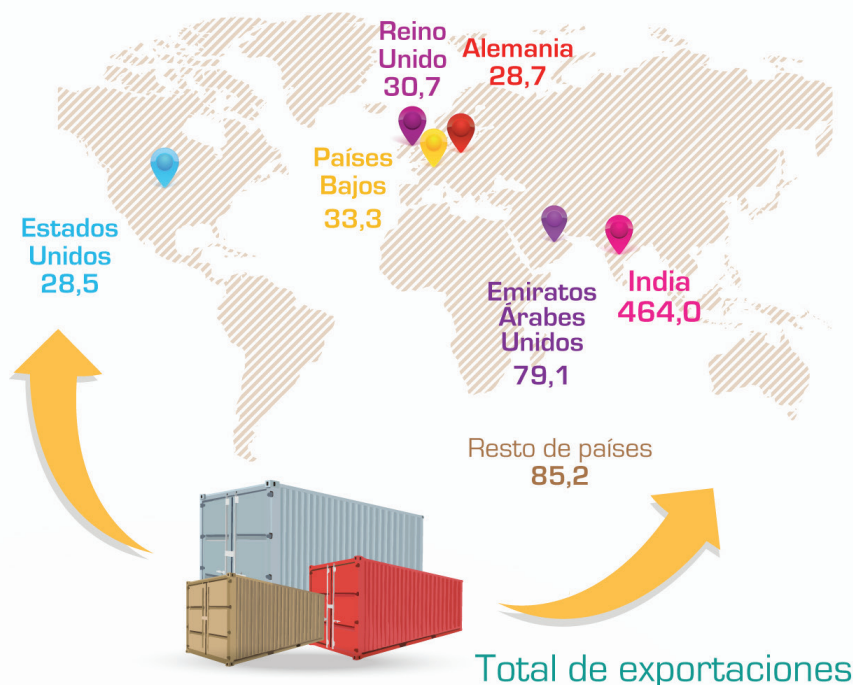 Reino
Unido
30,7
Alemania
28,7
Países
Bajos
33,3
Estados
Unidos
28,5
Emiratos
Árabes
Unidos
79,1
India
464,0
Resto de países
85,2
Total de exportaciones